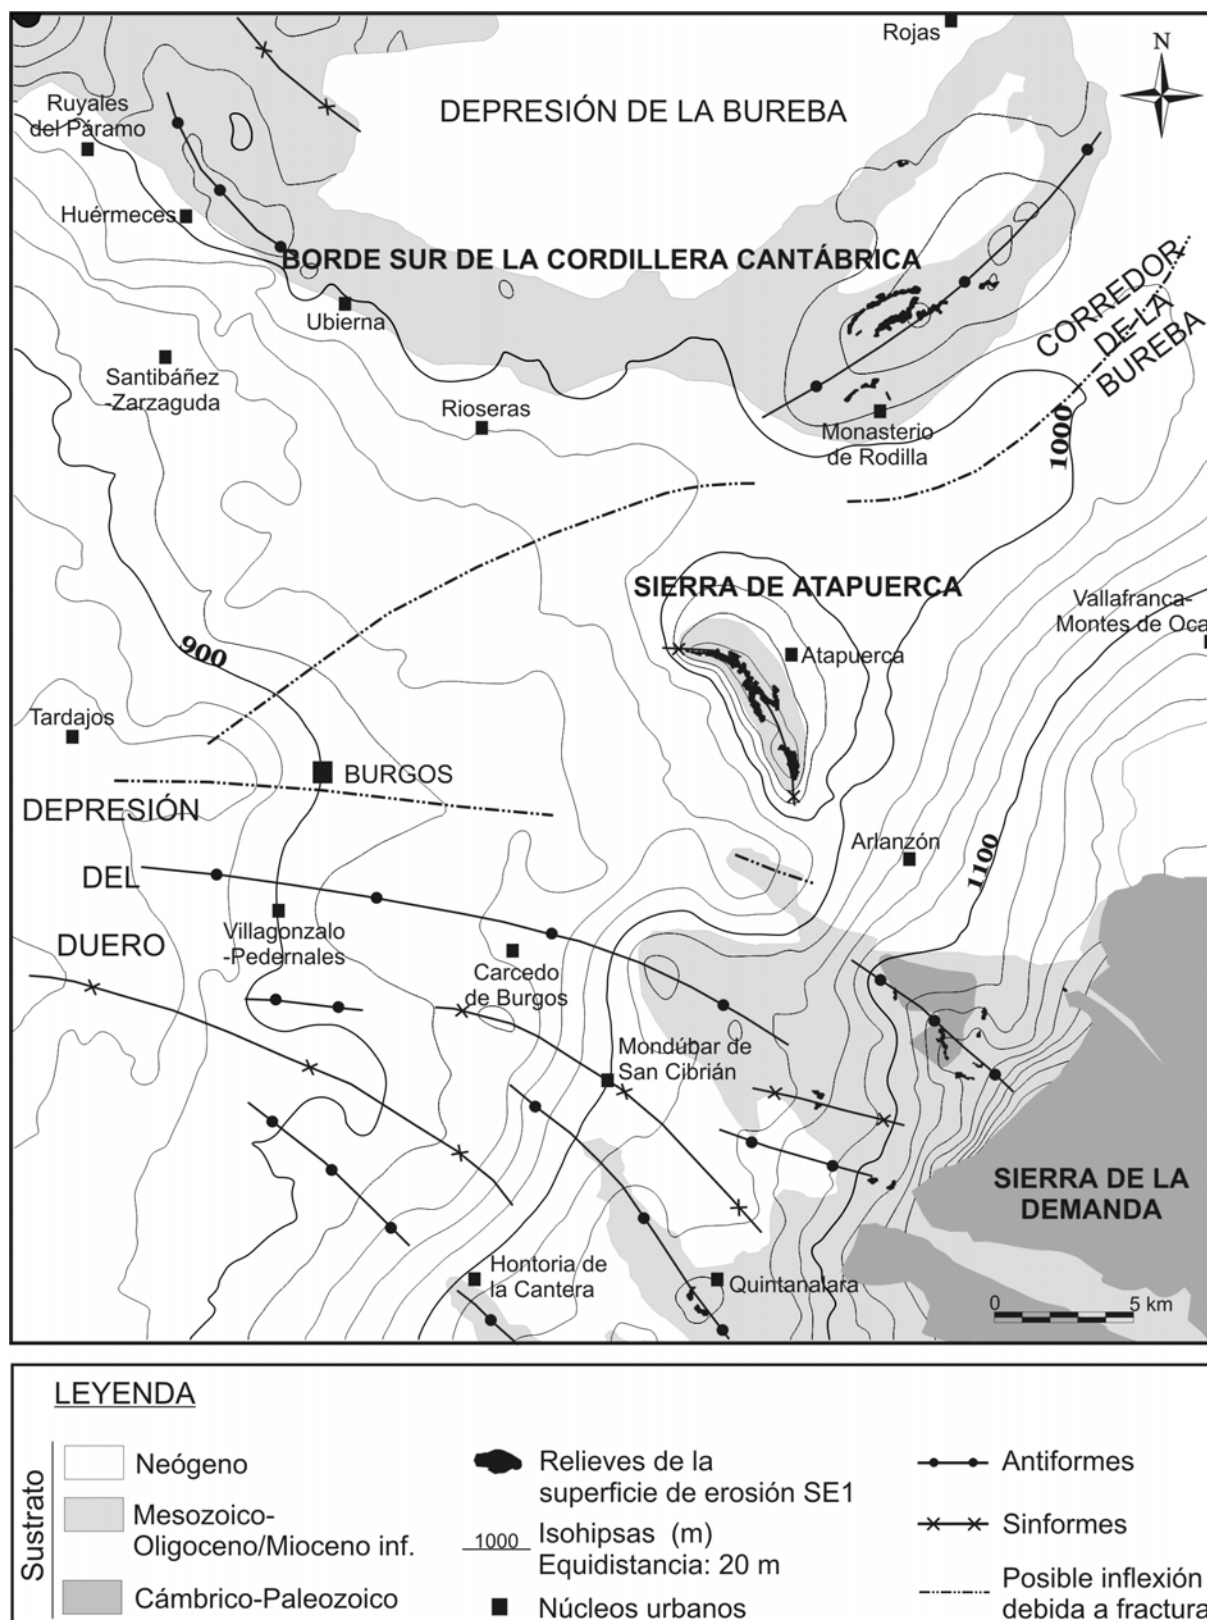 Rojas
N
Ruyales
del Páramo
DEPRESIÓN DE LA BUREBA
Huérmeces
BORDE SUR DE LA CORDILLERA CANTÁBRICA
CORREDOR
DE LA
BUREBA
Ubierna
Santibáñez
-Zarzaguda
Rioseras
Monasterio
de Rodilla
1000
SIERRA DE ATAPUERCA
Vallafranca-
Montes de Oca
900
Atapuerca
Tardajos
BURGOS
DEPRESIÓN
DEL
DUERO
Arlanzón
1100
Villagonzalo
-Pedernales
Carcedo
de Burgos
Mondúbar de
San Cibrián
SIERRA DE LA
DEMANDA
Hontoria de
la Cantera
Quintanalara
0 5 km
LEYENDA
Sustrato
Neógeno
Mesozoico-
Oligoceno/Mioceno inf.
Cámbrico-Paleozoico
Relieves de la
superficie de erosión SE1
1000 Isohipsas (m)
Equidistancia: 20 m
Núcleos urbanos
Antiformes
Sinformes
Posible inflexión
debida a fractura